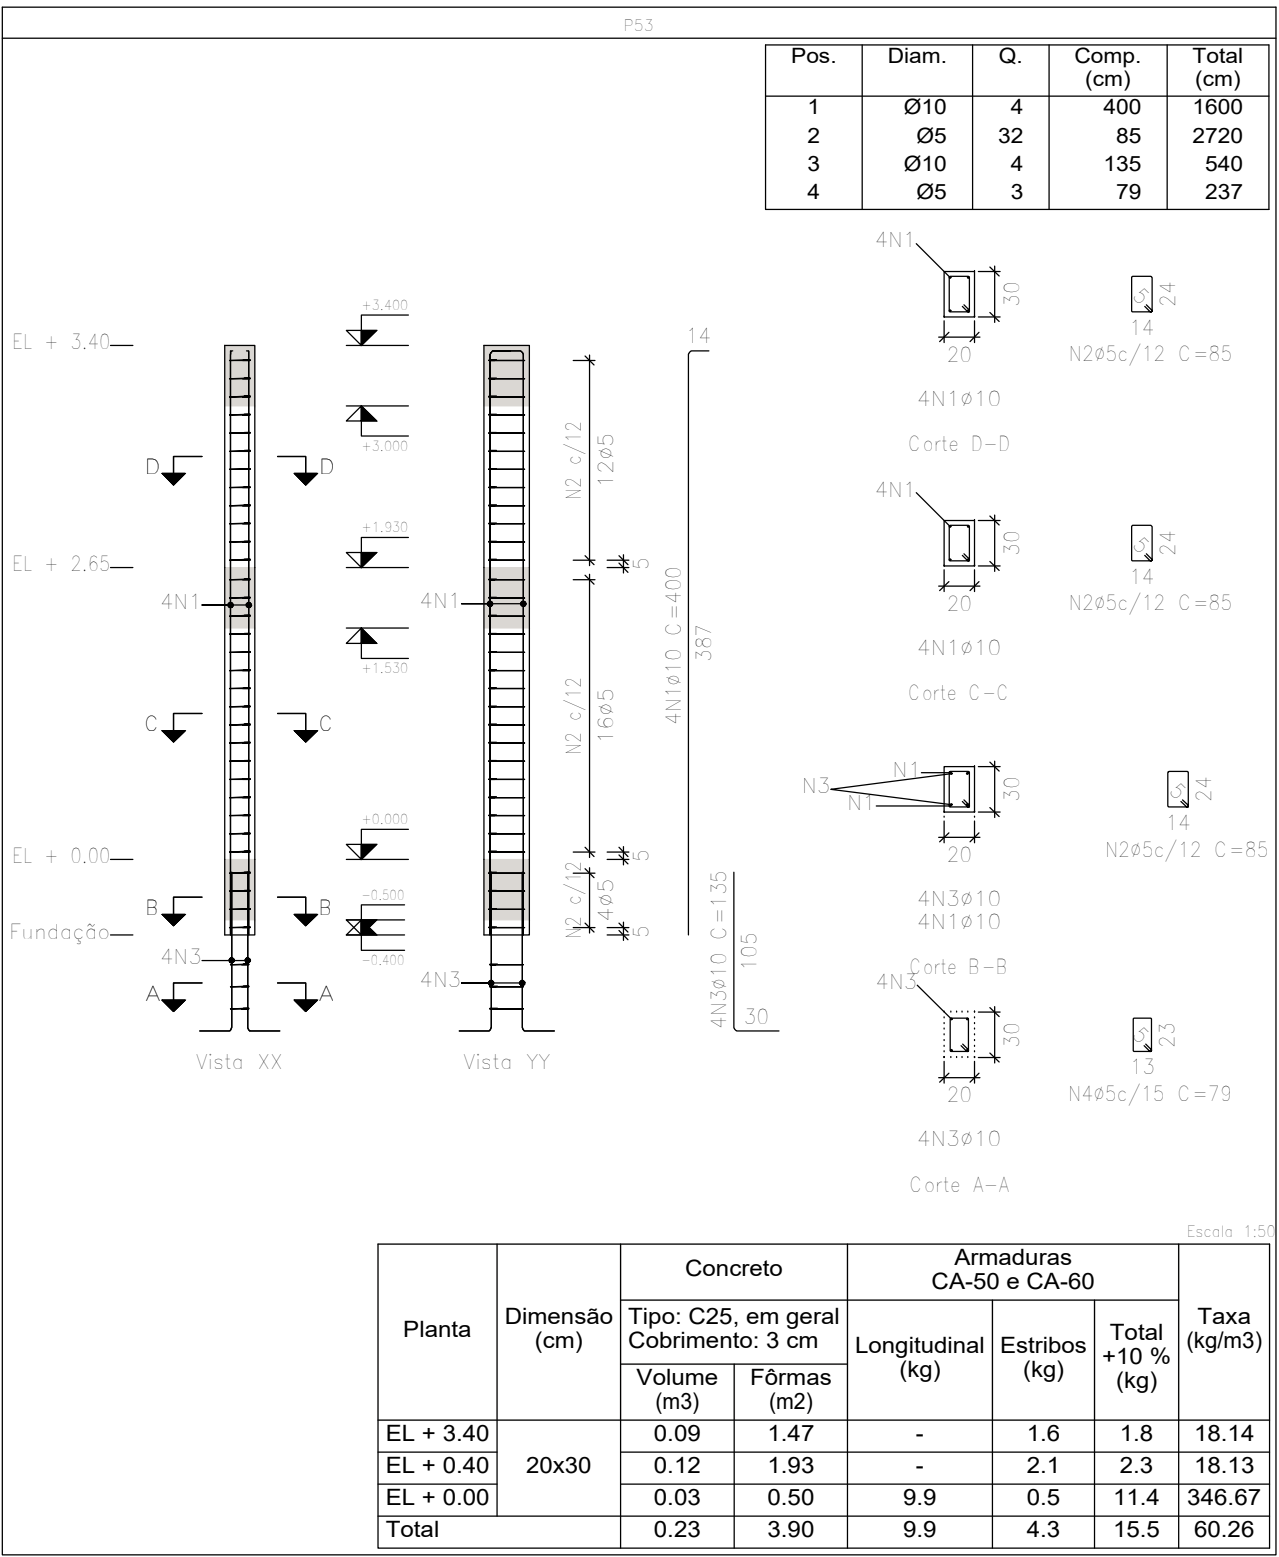 P53
Pos. Diam. Q. Comp. (cm) Total (cm)
1 Ø10 4 400 1600
2 Ø5 32 85 2720
3 Ø10 4 135 540
4 Ø5 3 79 237
EL + 3.40
EL + 2.65
EL + 0.00
Fundação
D D
4N1
C C
B B
4N3
A A
Vista XX
+3.400
+3.000
+1.930
+1.530
+0.000
-0.500
-0.400
4N1
4N3
Vista YY
N2 c/12
12ø5
5
N2 c/12
16ø5
5
N2 c/12
4ø5
5
14
4N1ø10 C=400
387
4N3ø10 C=135
105
30
4N1
30
20
4N1ø10
Corte D-D
5
24
14
N2ø5c/12 C=85
4N1
30
20
4N1ø10
Corte C-C
5
24
14
N2ø5c/12 C=85
N3
N1
N1
30
20
4N3ø10
4N1ø10
Corte B-B
5
24
14
N2ø5c/12 C=85
4N3
30
20
4N3ø10
Corte A-A
5
23
13
N4ø5c/15 C=79
Escala 1:50
Planta
Dimensão (cm)
Concreto
Armaduras
CA-50 e CA-60
Taxa (kg/m3)
Tipo: C25, em geral
Cobrimento: 3 cm
Longitudinal (kg)
Estribos (kg)
Total +10 % (kg)
Volume (m3)
Fôrmas (m2)
EL + 3.40 0.09 1.47 - 1.6 1.8 18.14
EL + 0.40 20x30 0.12 1.93 - 2.1 2.3 18.13
EL + 0.00 0.03 0.50 9.9 0.5 11.4 346.67
Total 0.23 3.90 9.9 4.3 15.5 60.26